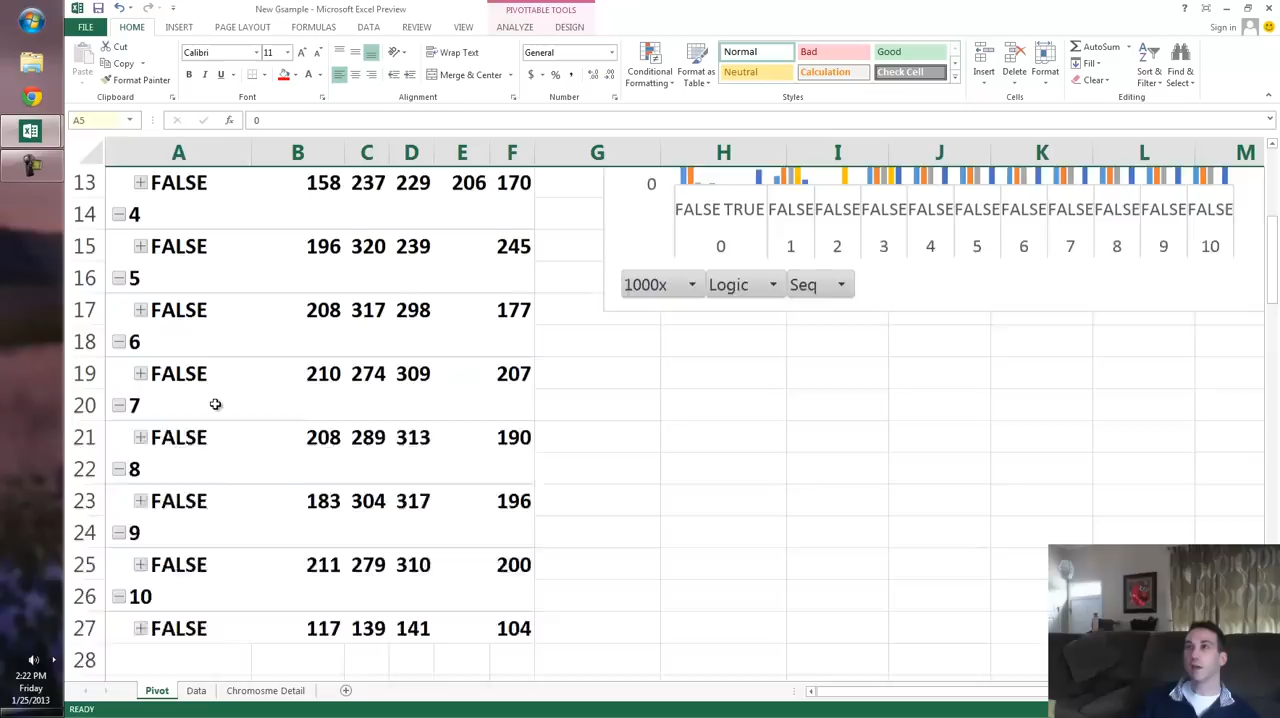 New Gsample - Microsoft Excel Preview
PIVOTTABLE TOOLS
Sign in
FILE HOME INSERT PAGE LAYOUT FORMULAS DATA REVIEW VIEW ANALYZE DESIGN
Paste
Cut
Copy
Format Painter
Clipboard
Calibri 11
B I U
Font
Wrap Text
Merge & Center
Alignment
General
$ % ,
Number
Conditional Formatting
Format as Table
Normal Bad Good
Neutral Calculation Check Cell
Styles
Insert Delete Format
Cells
AutoSum
Fill
Clear
Sort & Filter
Find & Select
Editing
A5 fx 0
A B C D E F G H I J K L M
13 FALSE 158 237 229 206 170
14 4
15 FALSE 196 320 239 245
16 5
17 FALSE 208 317 298 177
18 6
19 FALSE 210 274 309 207
20 7
21 FALSE 208 289 313 190
22 8
23 FALSE 183 304 317 196
24 9
25 FALSE 211 279 310 200
26 10
27 FALSE 117 139 141 104
28
0
FALSE TRUE FALSE FALSE FALSE FALSE FALSE FALSE FALSE FALSE FALSE FALSE
0 1 2 3 4 5 6 7 8 9 10
1000x Logic Seq
Pivot Data Chromosme Detail
READY
2:22 PM
Friday
1/25/2013